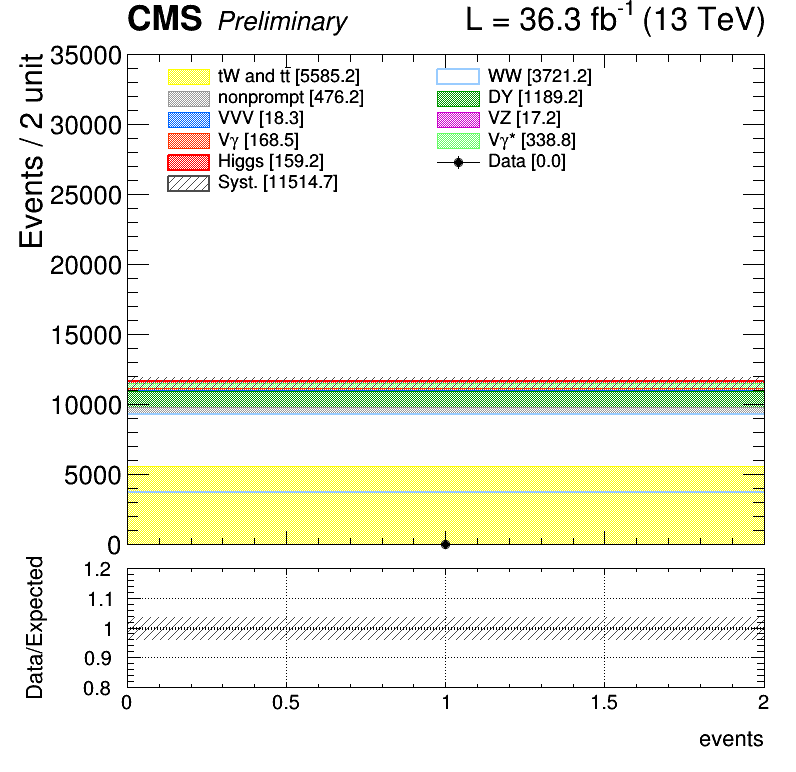 CMS Preliminary L = 36.3 fb⁻¹ (13 TeV)
Events / 2 unit
35000
30000
25000
20000
15000
10000
5000
0
tW and tt̄ [5585.2]
nonprompt [476.2]
VVV [18.3]
Vγ [168.5]
Higgs [159.2]
Syst. [11514.7]
WW [3721.2]
DY [1189.2]
VZ [17.2]
Vγ* [338.8]
Data [0.0]
Data/Expected
1.2
1.1
1
0.9
0.8
0 0.5 1 1.5 2
events